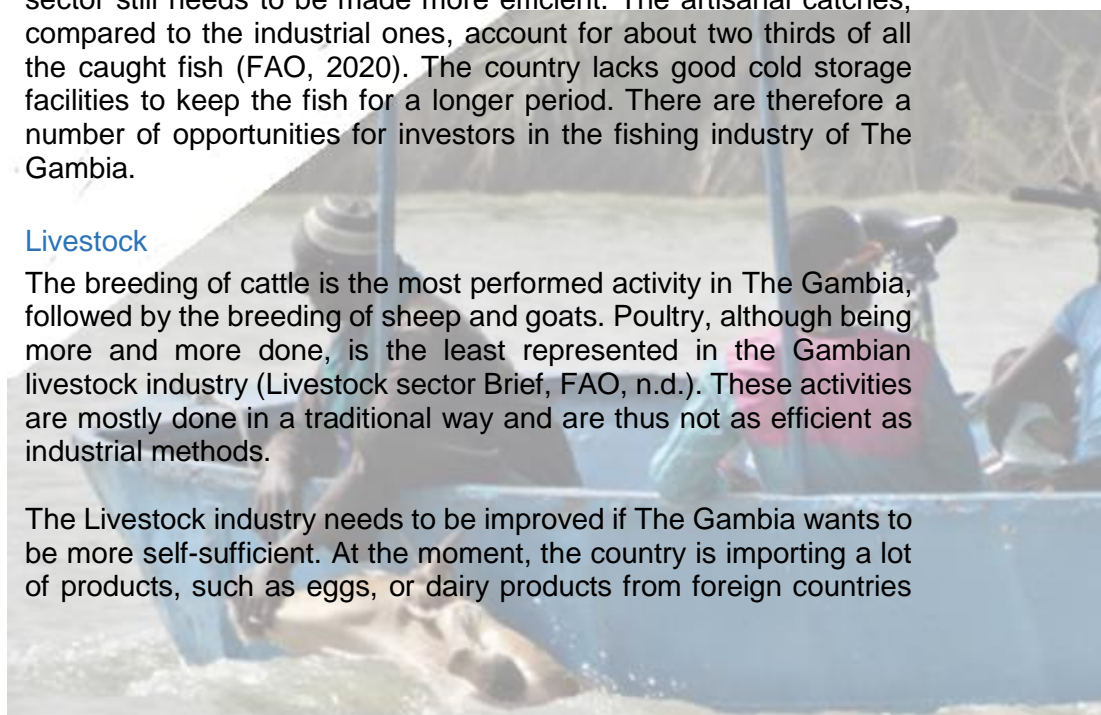 sector still needs to be made more efficient. The artisanal catches,
compared to the industrial ones, account for about two thirds of all
the caught fish (FAO, 2020). The country lacks good cold storage
facilities to keep the fish for a longer period. There are therefore a
number of opportunities for investors in the fishing industry of The
Gambia.
Livestock
The breeding of cattle is the most performed activity in The Gambia,
followed by the breeding of sheep and goats. Poultry, although being
more and more done, is the least represented in the Gambian
livestock industry (Livestock sector Brief, FAO, n.d.). These activities
are mostly done in a traditional way and are thus not as efficient as
industrial methods.
The Livestock industry needs to be improved if The Gambia wants to
be more self-sufficient. At the moment, the country is importing a lot
of products, such as eggs, or dairy products from foreign countries